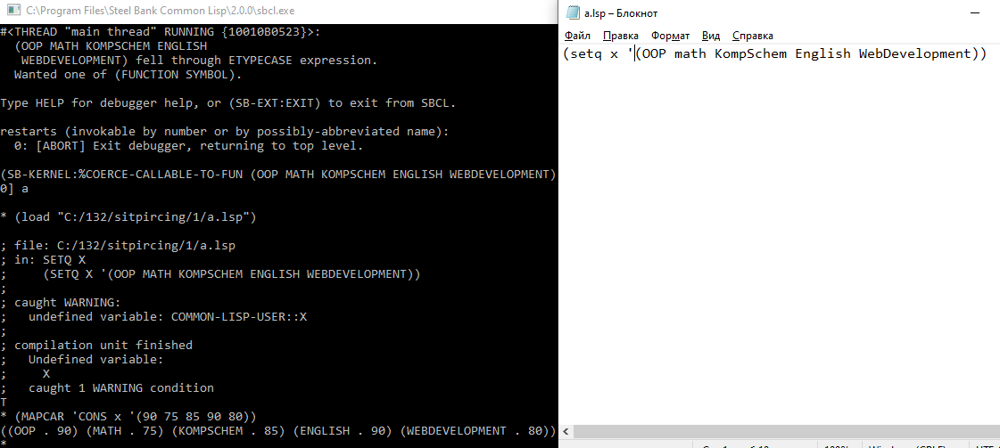 C:\Program Files\Steel Bank Common Lisp\2.0.0\sbcl.exe
#<THREAD "main thread" RUNNING {10010B0523}>:
  (OOP MATH KOMPSCHEM ENGLISH
   WEBDEVELOPMENT) fell through ETYPECASE expression.
  Wanted one of (FUNCTION SYMBOL).
Type HELP for debugger help, or (SB-EXT:EXIT) to exit from SBCL.
restarts (invokable by number or by possibly-abbreviated name):
  0: [ABORT] Exit debugger, returning to top level.
(SB-KERNEL:%COERCE-CALLABLE-TO-FUN (OOP MATH KOMPSCHEM ENGLISH WEBDEVELOPMENT)
0] a
* (load "C:/132/sitpircing/1/a.lsp")
; file: C:/132/sitpircing/1/a.lsp
; in: SETQ X
;     (SETQ X '(OOP MATH KOMPSCHEM ENGLISH WEBDEVELOPMENT))
;
; caught WARNING:
;   undefined variable: COMMON-LISP-USER::X
;
; compilation unit finished
;   Undefined variable:
;     X
;   caught 1 WARNING condition
T
* (MAPCAR 'CONS x '(90 75 85 90 80))
((OOP . 90) (MATH . 75) (KOMPSCHEM . 85) (ENGLISH . 90) (WEBDEVELOPMENT . 80))
*
a.lsp – Блокнот
Файл Правка Формат Вид Справка
(setq x '(OOP math KompSchem English WebDevelopment))